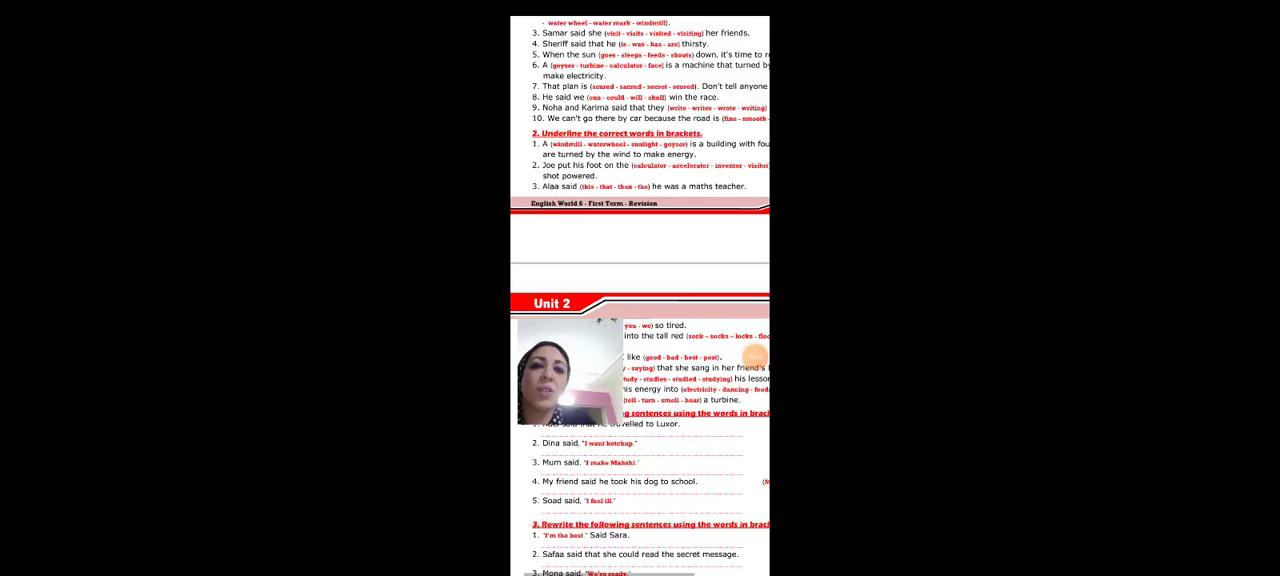 - water wheel - water mark - windmill).
3. Samar said she (visit - visits - visited - visiting) her friends.
4. Sheriff said that he (is - was - has - are) thirsty.
5. When the sun (goes - sleeps - feeds - shouts) down, it's time to r
6. A (geyser - turbine - calculator - face) is a machine that turned by
make electricity.
7. That plan is (scared - sacred - secret - scored). Don't tell anyone
8. He said we (can - could - will - shall) win the race.
9. Noha and Karima said that they (write - writes - wrote - writing)
10. We can't go there by car because the road is (fine - smooth -
2. Underline the correct words in brackets.
1. A (windmill - waterwheel - sunlight - geyser) is a building with fou
are turned by the wind to make energy.
2. Joe put his foot on the (calculator - accelerator - inventor - visitor)
shot powered.
3. Alaa said (this - that - than - the) he was a maths teacher.
English World 6 - First Term - Revision
Unit 2
you - we) so tired.
into the tall red (sock - socks - locks - floc
like (good - bad - best - pest).
- saying) that she sang in her friend's
tudy - studies - studied - studying) his lesso
his energy into (electricity - dancing - food
(tell - turn - smell - hear) a turbine.
ng sentences using the words in brack
said that he travelled to Luxor.
2. Dina said, "I want ketchup."
3. Mum said. "I make Mahshi."
4. My friend said he took his dog to school. (M
5. Soad said, "I feel ill."
3. Rewrite the following sentences using the words in brack
1. "I'm the best." Said Sara.
2. Safaa said that she could read the secret message.
3. Mona said. "We're ready."